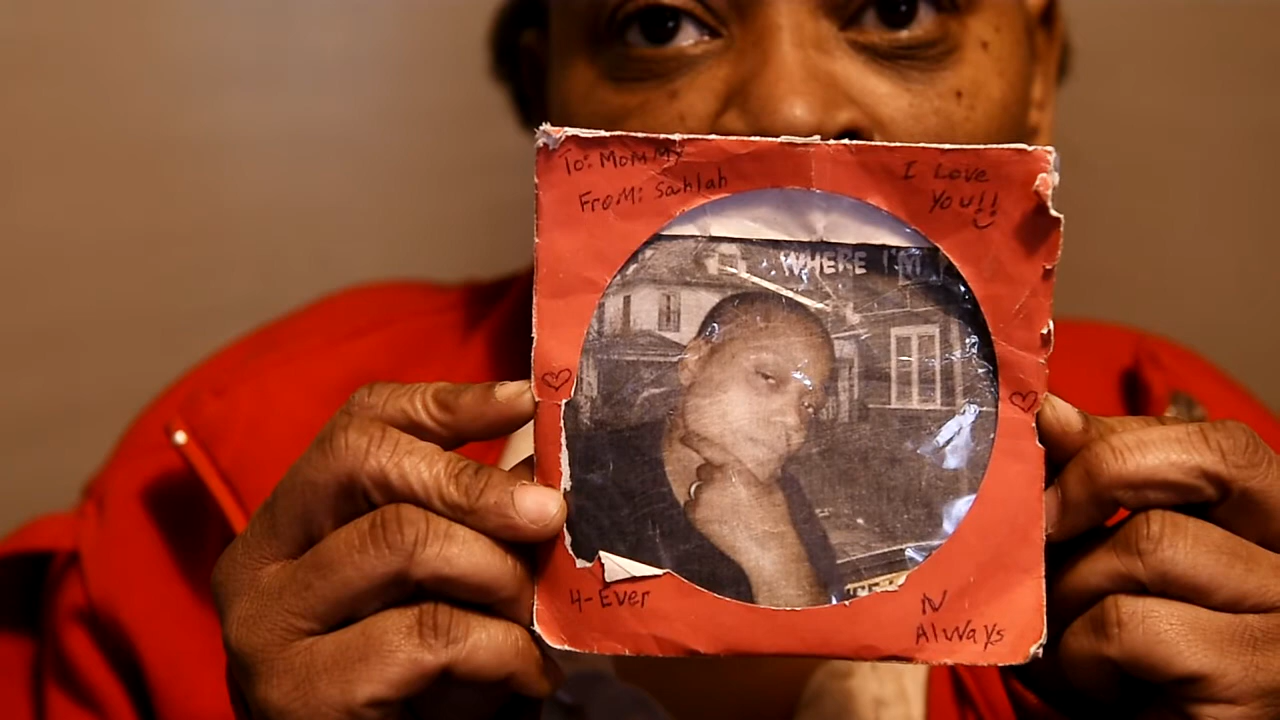 To: Mommy
From: Sahlah
I Love
You!!
WHERE I'M
4-Ever
N
Always